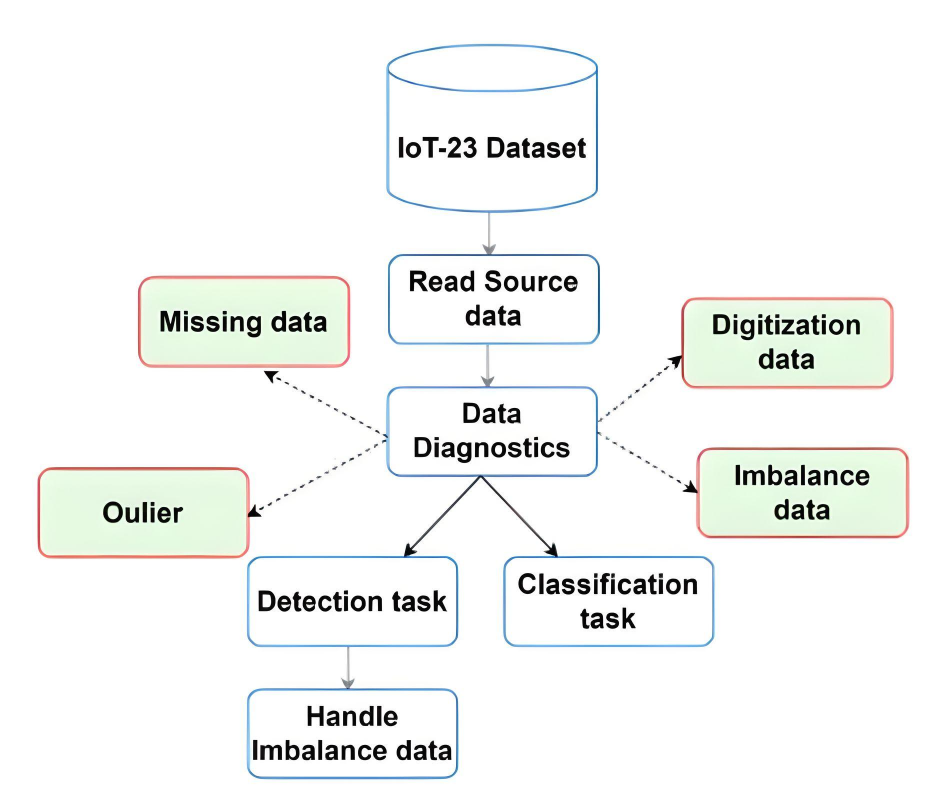 IoT-23 Dataset
Read Source
data
Missing data
Digitization
data
Data
Diagnostics
Oulier
Imbalance
data
Detection task
Classification
task
Handle
Imbalance data